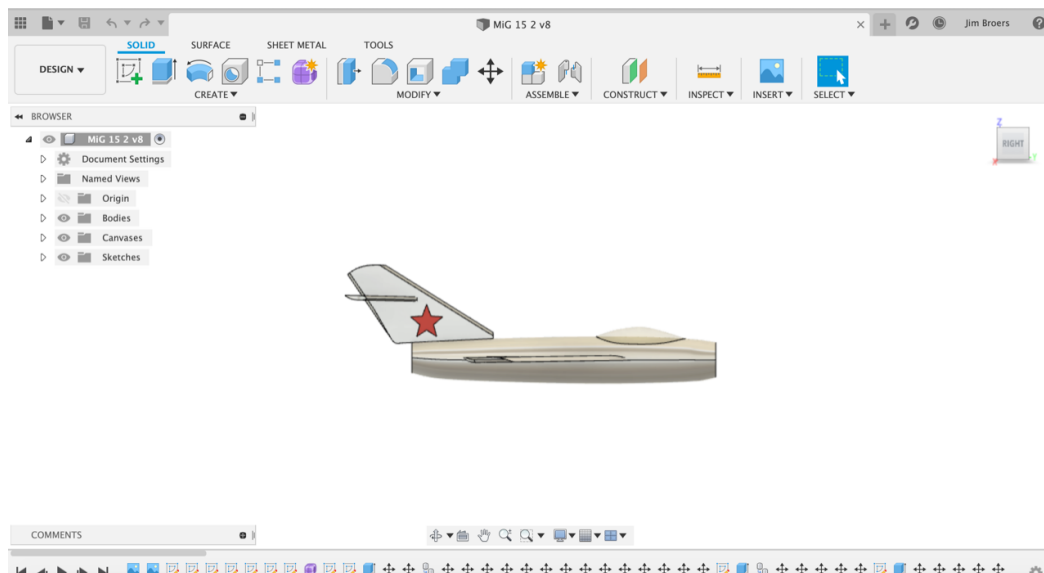 MiG 15 2 v8
Jim Broers
SOLID SURFACE SHEET METAL TOOLS
DESIGN
CREATE MODIFY ASSEMBLE CONSTRUCT INSPECT INSERT SELECT
BROWSER
MiG 15 2 v8
Document Settings
Named Views
Origin
Bodies
Canvases
Sketches
Z
RIGHT
X
Y
COMMENTS